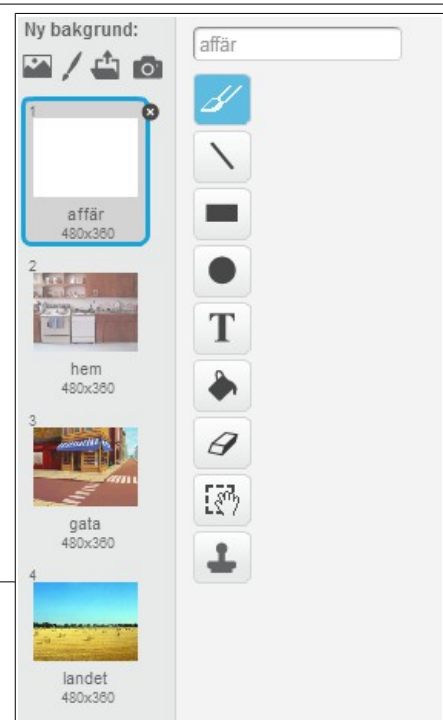 Ny bakgrund:
affär
1
affär
480x360
2
hem
480x360
3
gata
480x360
4
landet
480x360
T